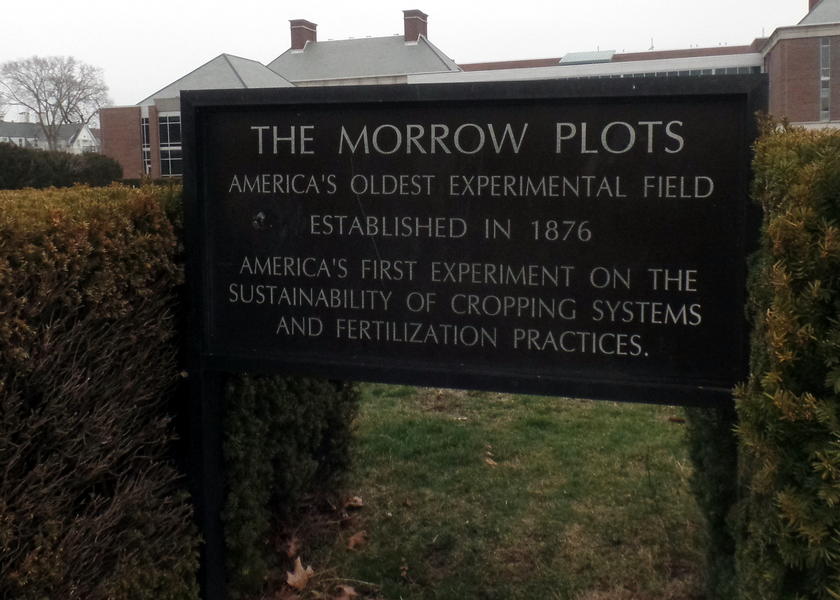 THE MORROW PLOTS
AMERICA'S OLDEST EXPERIMENTAL FIELD
ESTABLISHED IN 1876
AMERICA'S FIRST EXPERIMENT ON THE
SUSTAINABILITY OF CROPPING SYSTEMS
AND FERTILIZATION PRACTICES.